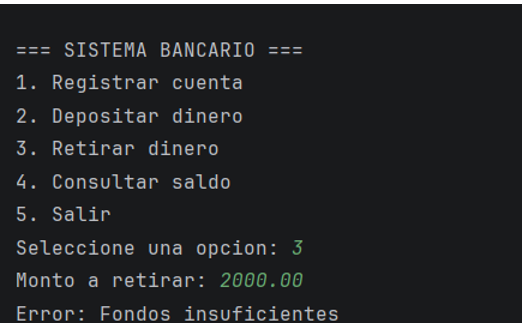 === SISTEMA BANCARIO ===
1. Registrar cuenta
2. Depositar dinero
3. Retirar dinero
4. Consultar saldo
5. Salir
Seleccione una opcion: 3
Monto a retirar: 2000.00
Error: Fondos insuficientes